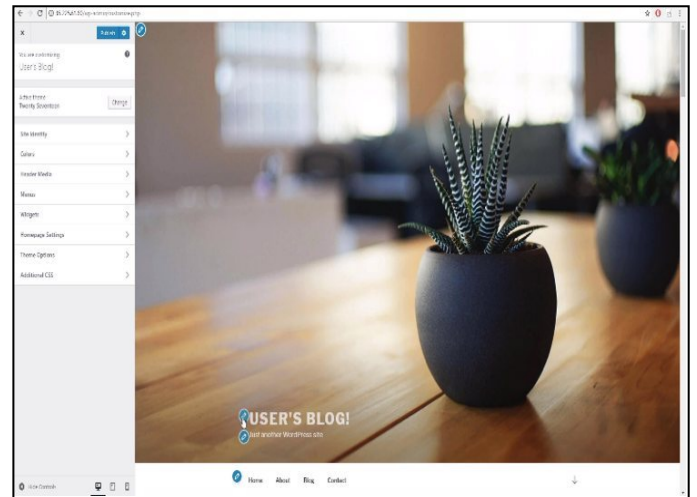 Publish
You are customizing
User's Blog!
Active theme
Twenty Seventeen
Change
Site Identity
Colors
Header Media
Menus
Widgets
Homepage Settings
Theme Options
Additional CSS
USER'S BLOG!
Just another WordPress site
Home About Blog Contact
Hide Controls